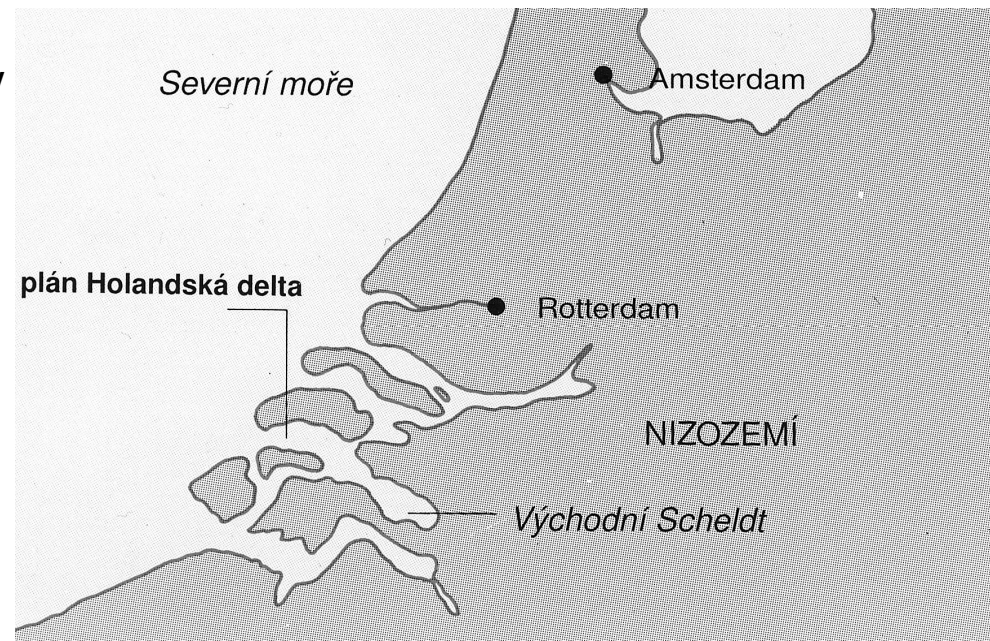 Severní moře
Amsterdam
plán Holandská delta
Rotterdam
NIZOZEMÍ
Východní Scheldt